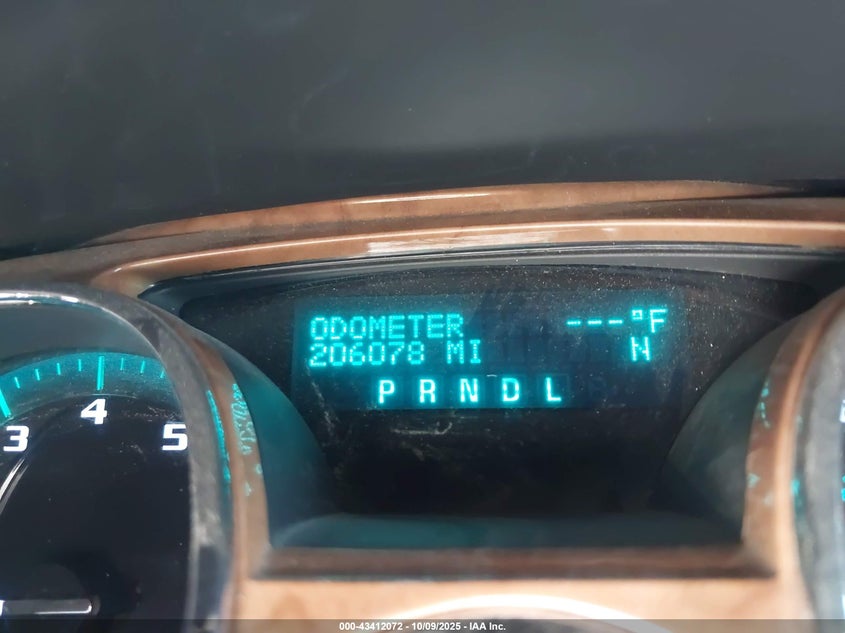 ODOMETER ---°F
206078 MI N
P R N D L
3 4 5
000-43412072 - 10/09/2025 - IAA Inc.